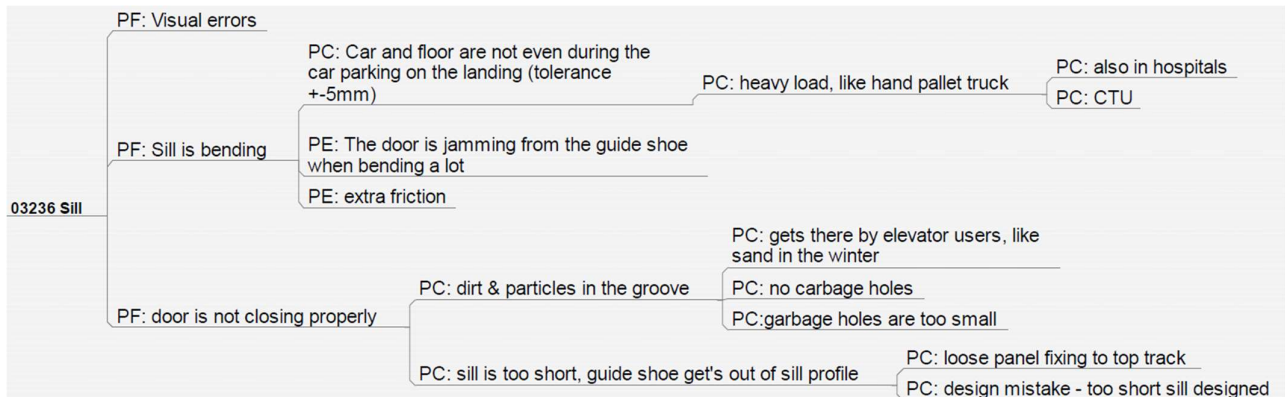 PF: Visual errors
PC: Car and floor are not even during the
car parking on the landing (tolerance
+-5mm)
PC: heavy load, like hand pallet truck
PC: also in hospitals
PC: CTU
PF: Sill is bending
PE: The door is jamming from the guide shoe
when bending a lot
PE: extra friction
03236 Sill
PC: gets there by elevator users, like
sand in the winter
PC: dirt & particles in the groove
PC: no carbage holes
PC:garbage holes are too small
PF: door is not closing properly
PC: sill is too short, guide shoe get's out of sill profile
PC: loose panel fixing to top track
PC: design mistake - too short sill designed